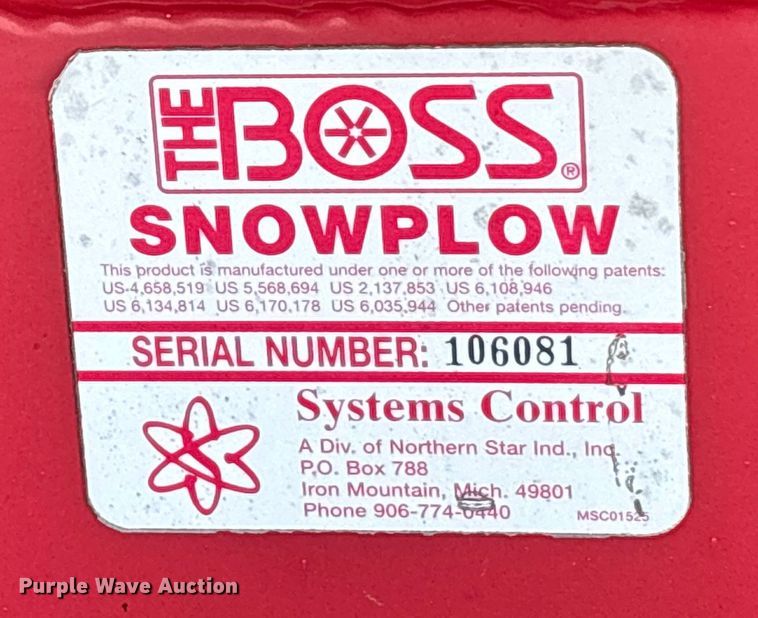 THE BOSS ®
SNOWPLOW
This product is manufactured under one or more of the following patents:
US 4,658,519 US 5,568,694 US 2,137,853 US 6,108,946
US 6,134,814 US 6,170,178 US 6,035,944 Other patents pending.
SERIAL NUMBER: 106081
Systems Control
A Div. of Northern Star Ind., Inc.
P.O. Box 788
Iron Mountain, Mich. 49801
Phone 906-774-0440
MSC01525
Purple Wave Auction